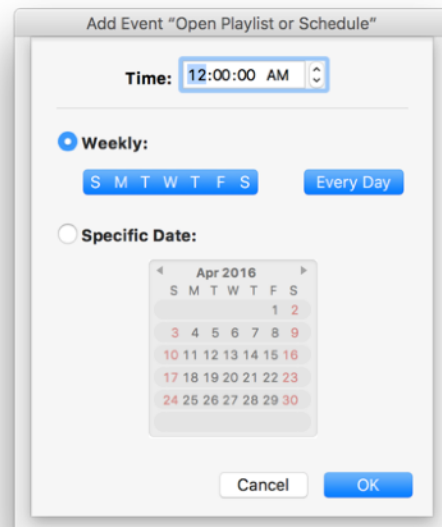 Add Event “Open Playlist or Schedule”
Time: 12:00:00 AM
Weekly:
S M T W T F S Every Day
Specific Date:
Apr 2016
S M T W T F S
1 2
3 4 5 6 7 8 9
10 11 12 13 14 15 16
17 18 19 20 21 22 23
24 25 26 27 28 29 30
Cancel OK